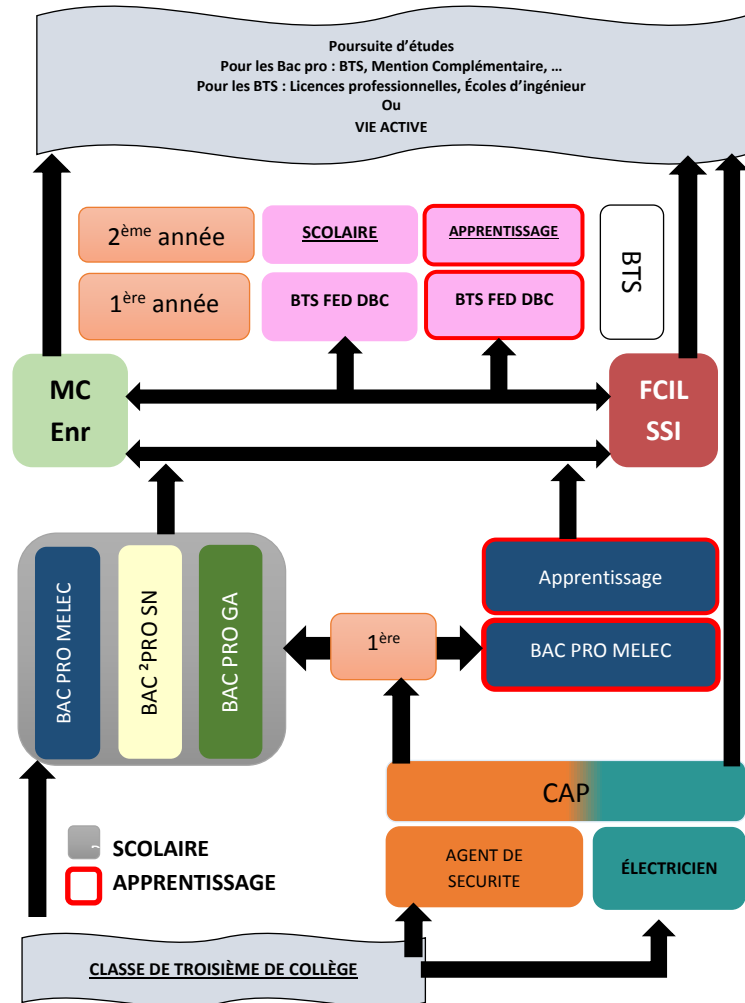 Poursuite d'études
Pour les Bac pro : BTS, Mention Complémentaire, ...
Pour les BTS : Licences professionnelles, Écoles d'ingénieur
Ou
VIE ACTIVE
2ème année
SCOLAIRE
APPRENTISSAGE
BTS
1ère année
BTS FED DBC
BTS FED DBC
MC
Enr
FCIL
SSI
BAC PRO MELEC
BAC ²PRO SN
BAC PRO GA
1ère
Apprentissage
BAC PRO MELEC
CAP
AGENT DE
SECURITE
ÉLECTRICIEN
SCOLAIRE
APPRENTISSAGE
CLASSE DE TROISIÈME DE COLLÈGE